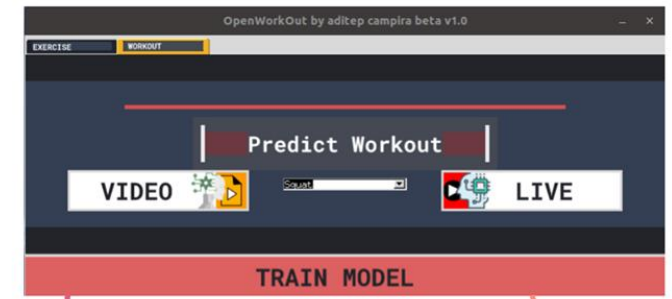 OpenWorkOut by aditep campira beta v1.0
EXERCISE WORKOUT
Predict Workout
VIDEO Squat LIVE
TRAIN MODEL